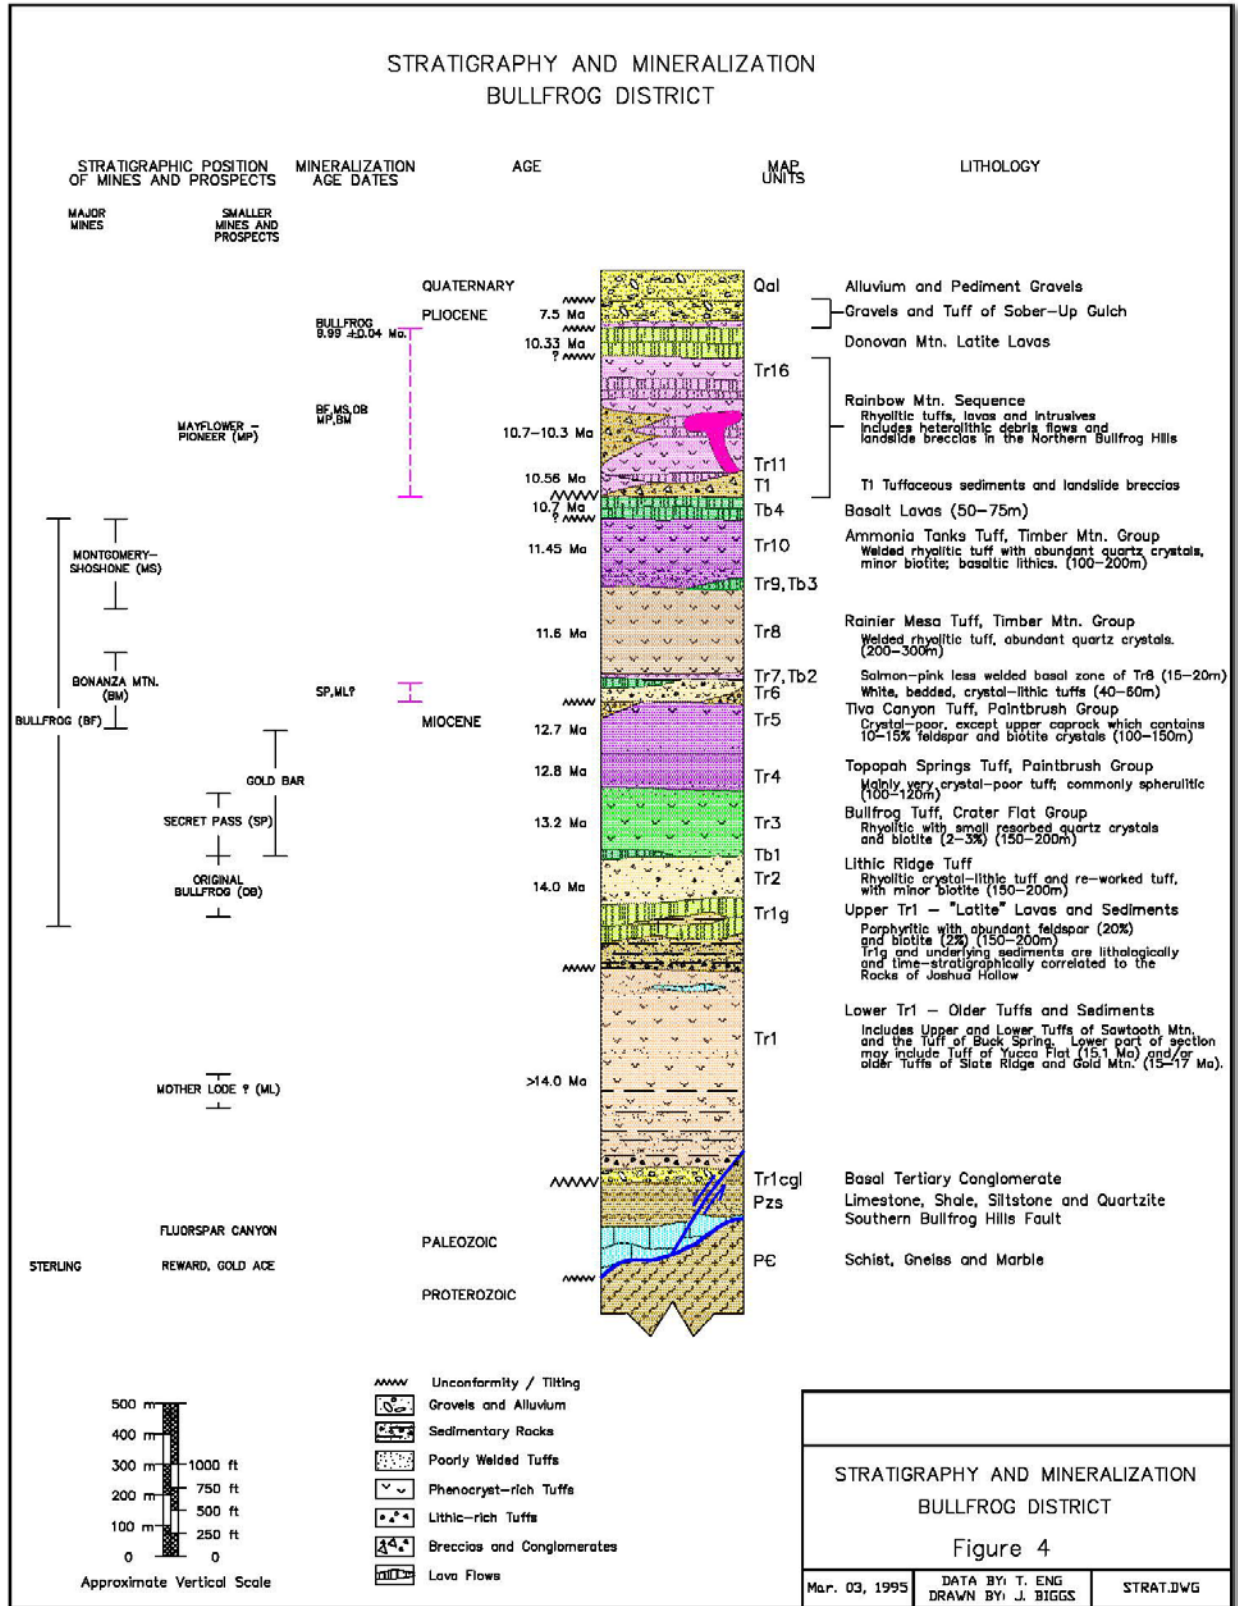 STRATIGRAPHY AND MINERALIZATION
BULLFROG DISTRICT
STRATIGRAPHIC POSITION
OF MINES AND PROSPECTS
MINERALIZATION
AGE DATES
AGE
MAP
UNITS
LITHOLOGY
MAJOR
MINES
SMALLER
MINES AND
PROSPECTS
QUATERNARY
Qal
Alluvium and Pediment Gravels
PLIOCENE
7.5 Ma
Gravels and Tuff of Sober-Up Gulch
BULLFROG
9.99 ±0.04 Ma.
10.33 Ma
Donovan Mtn. Latite Lavas
?
Tr16
Rainbow Mtn. Sequence
Rhyolitic tuffs, lavas and intrusives
includes heterolithic debris flows and
landslide breccias in the Northern Bullfrog Hills
BF,MS,OB
MP,BM
MAYFLOWER -
PIONEER (MP)
10.7-10.3 Ma
Tr11
10.56 Ma
T1
T1 Tuffaceous sediments and landslide breccias
10.7 Ma
?
Tb4
Basalt Lavas (50-75m)
MONTGOMERY-
SHOSHONE (MS)
11.45 Ma
Tr10
Ammonia Tanks Tuff, Timber Mtn. Group
Welded rhyolitic tuff with abundant quartz crystals,
minor biotite; basaltic lithics. (100-200m)
Tr9,Tb3
11.6 Ma
Tr8
Rainier Mesa Tuff, Timber Mtn. Group
Welded rhyolitic tuff, abundant quartz crystals.
(200-300m)
BONANZA MTN.
(BM)
Tr7,Tb2
Salmon-pink less welded basal zone of Tr8 (15-20m)
SP,ML?
Tr6
White, bedded, crystal-lithic tuffs (40-60m)
BULLFROG (BF)
MIOCENE
12.7 Ma
Tr5
Tiva Canyon Tuff, Paintbrush Group
Crystal-poor, except upper caprock which contains
10-15% feldspar and biotite crystals (100-150m)
GOLD BAR
12.8 Ma
Tr4
Topopah Springs Tuff, Paintbrush Group
Mainly very crystal-poor tuff; commonly spherulitic
(100-120m)
SECRET PASS (SP)
13.2 Ma
Tr3
Bullfrog Tuff, Crater Flat Group
Rhyolitic with small resorbed quartz crystals
and biotite (2-3%) (150-200m)
Tb1
ORIGINAL
BULLFROG (OB)
14.0 Ma
Tr2
Lithic Ridge Tuff
Rhyolitic crystal-lithic tuff and re-worked tuff,
with minor biotite (150-200m)
Tr1g
Upper Tr1 - "Latite" Lavas and Sediments
Porphyritic with abundant feldspar (20%)
and biotite (2%) (150-200m)
Tr1g and underlying sediments are lithologically
and time-stratigraphically correlated to the
Rocks of Joshua Hollow
Tr1
Lower Tr1 - Older Tuffs and Sediments
Includes Upper and Lower Tuffs of Sawtooth Mtn.
and the Tuff of Buck Spring. Lower part of section
may include Tuff of Yucca Flat (15.1 Ma) and/or
older Tuffs of Slate Ridge and Gold Mtn. (15-17 Ma).
MOTHER LODE ? (ML)
>14.0 Ma
Tr1cgl
Basal Tertiary Conglomerate
Pzs
Limestone, Shale, Siltstone and Quartzite
Southern Bullfrog Hills Fault
FLUORSPAR CANYON
PALEOZOIC
STERLING
REWARD, GOLD ACE
P€
Schist, Gneiss and Marble
PROTEROZOIC
500 m
400 m
300 m
200 m
100 m
0
1000 ft
750 ft
500 ft
250 ft
0
Approximate Vertical Scale
Unconformity / Tilting
Gravels and Alluvium
Sedimentary Rocks
Poorly Welded Tuffs
Phenocryst-rich Tuffs
Lithic-rich Tuffs
Breccias and Conglomerates
Lava Flows
STRATIGRAPHY AND MINERALIZATION
BULLFROG DISTRICT
Figure 4
Mar. 03, 1995
DATA BY: T. ENG
DRAWN BY: J. BIGGS
STRAT.DWG